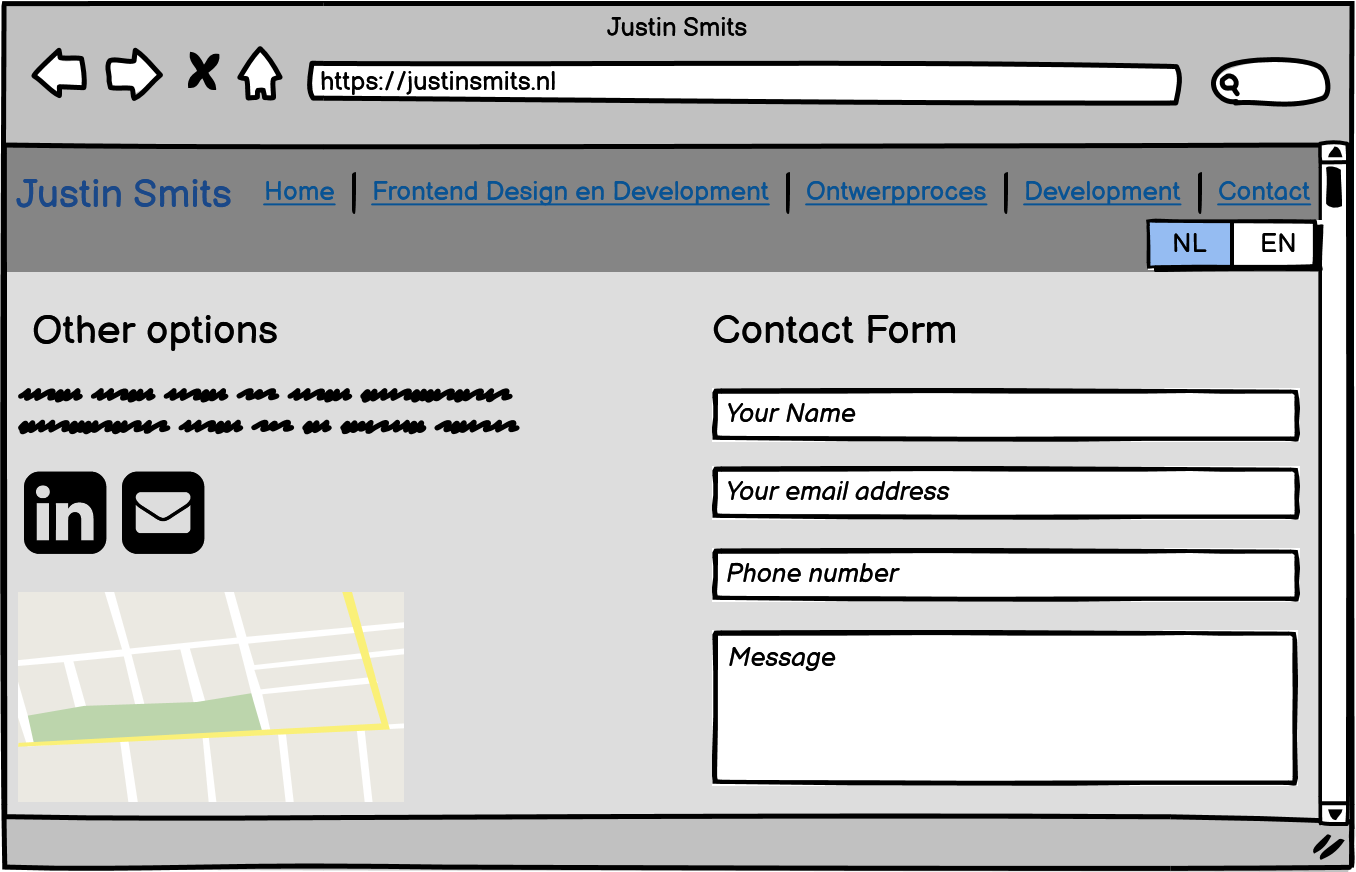 Justin Smits
https://justinsmits.nl
Justin Smits Home Frontend Design en Development Ontwerpproces Development Contact
NL EN
Other options
Contact Form
Your Name
Your email address
in
Phone number
Message